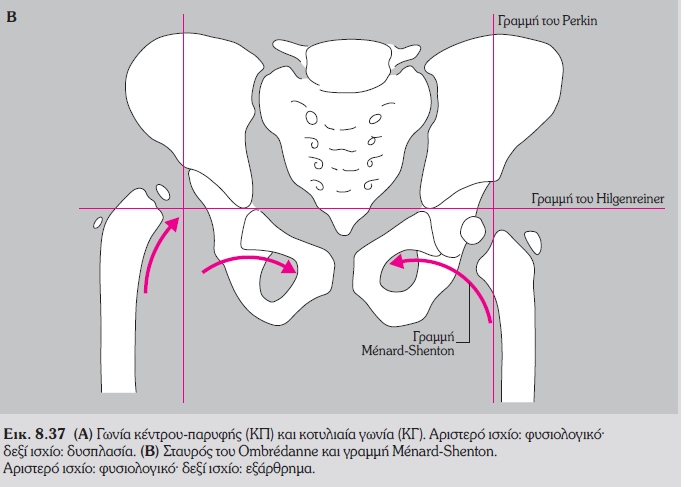 B
Γραμμή του Perkin
Γραμμή του Hilgenreiner
Γραμμή
Ménard-Shenton
Εικ. 8.37 (Α) Γωνία κέντρου-παρυφής (ΚΠ) και κοτυλιαία γωνία (ΚΓ). Αριστερό ισχίο: φυσιολογικό·
δεξί ισχίο: δυσπλασία. (Β) Σταυρός του Ombrédanne και γραμμή Ménard-Shenton.
Αριστερό ισχίο: φυσιολογικό· δεξί ισχίο: εξάρθρημα.